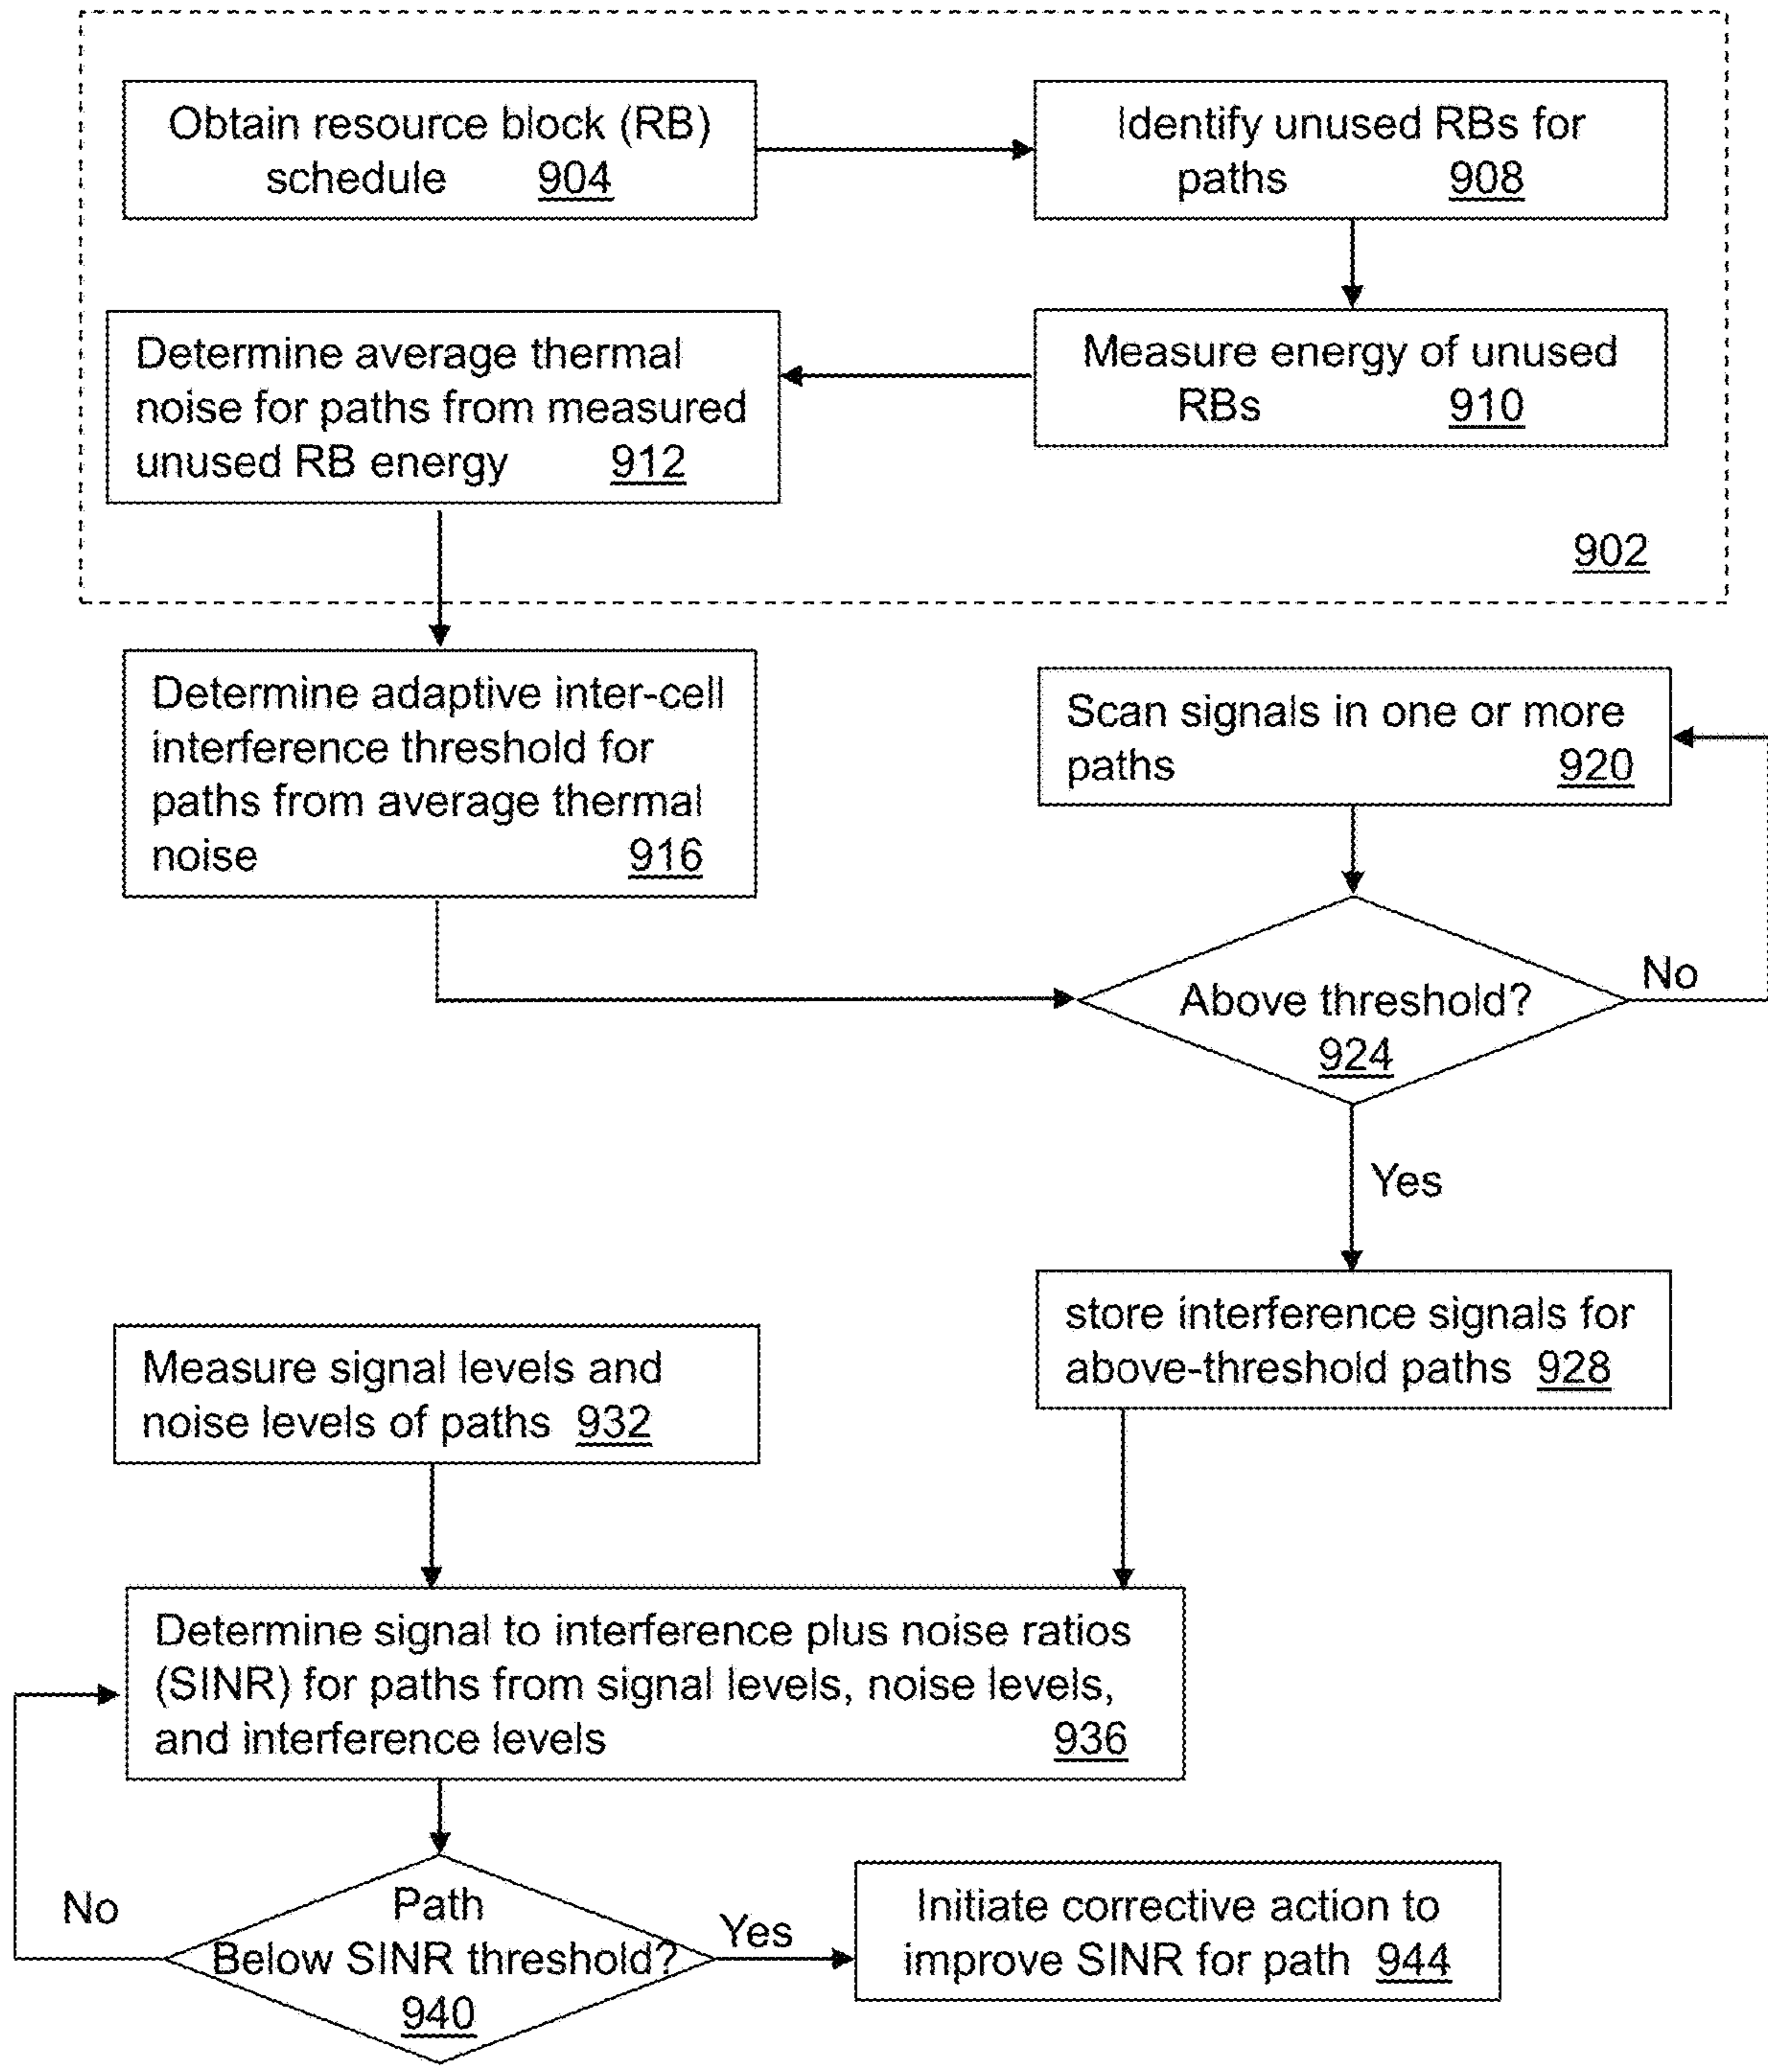 Obtain resource block (RB)
schedule 904
Identify unused RBs for
paths 908
Measure energy of unused
RBs 910
Determine average thermal
noise for paths from measured
unused RB energy 912
902
Determine adaptive inter-cell
interference threshold for
paths from average thermal
noise 916
Scan signals in one or more
paths 920
Above threshold?
924
No
Yes
store interference signals for
above-threshold paths 928
Measure signal levels and
noise levels of paths 932
Determine signal to interference plus noise ratios
(SINR) for paths from signal levels, noise levels,
and interference levels 936
Path
Below SINR threshold?
940
No
Yes
Initiate corrective action to
improve SINR for path 944